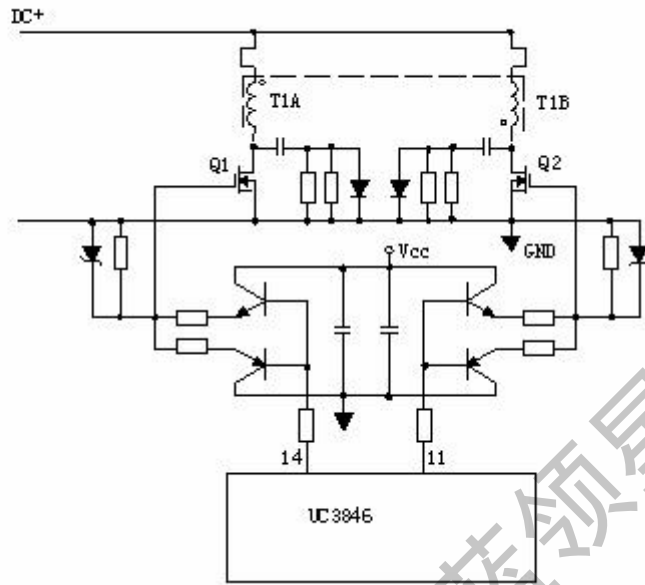 DC+
T1A
T1B
Q1
Q2
GND
Vcc
14
11
UC3846